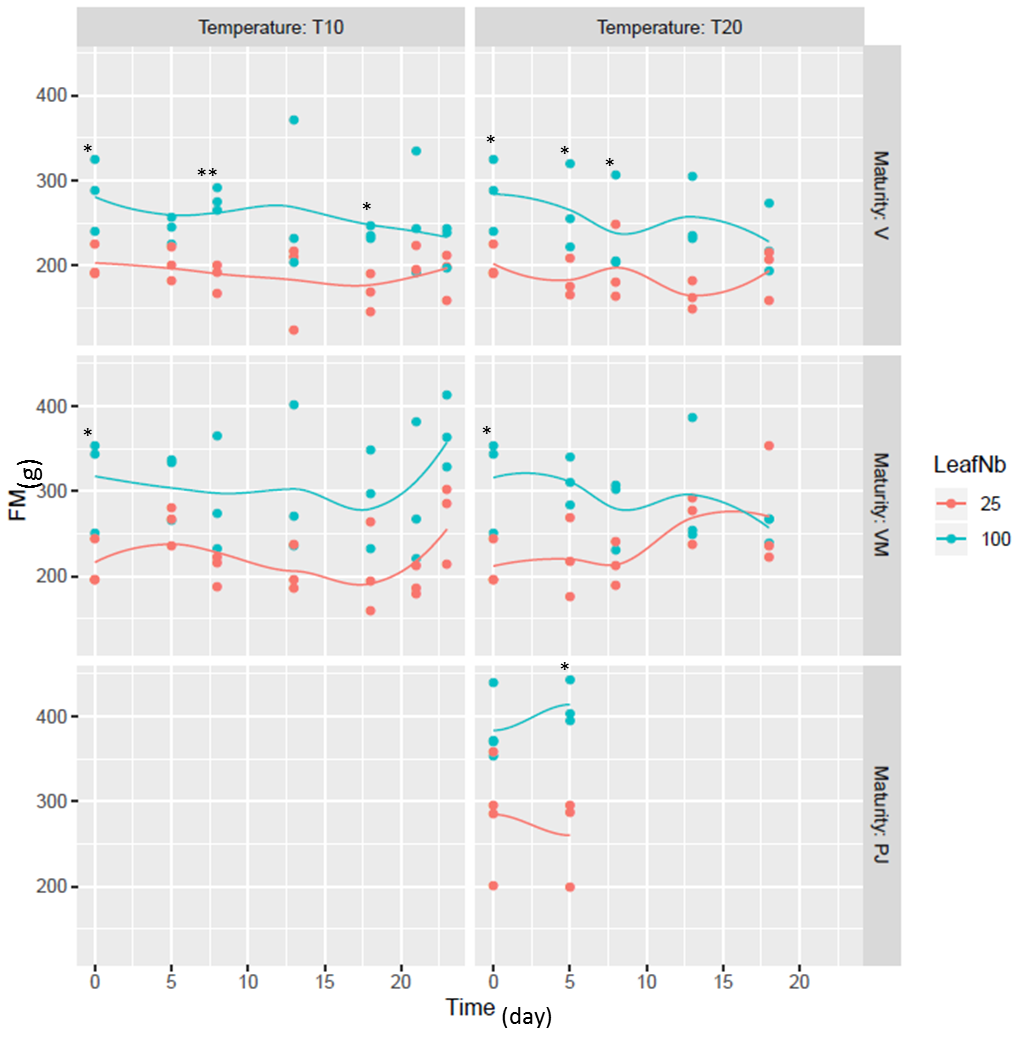 Temperature: T10 Temperature: T20
*
400
*
*
*
**
*
300
*
Maturity: V
200
400
*
*
FM (g)
300
Maturity: VM
LeafNb
25
100
200
*
400
300
Maturity: PJ
200
0 5 10 15 20 0 5 10 15 20
Time (day)